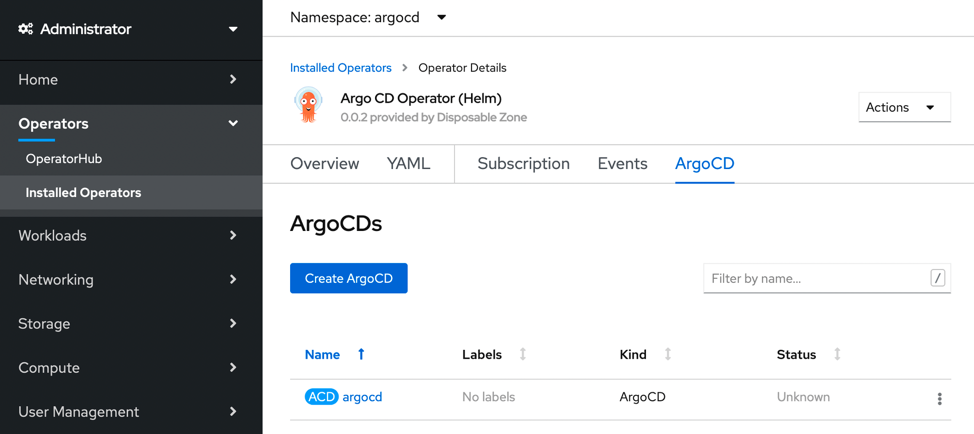 Administrator
Home
Operators
OperatorHub
Installed Operators
Workloads
Networking
Storage
Compute
User Management
Namespace: argocd
Installed Operators > Operator Details
Argo CD Operator (Helm)
0.0.2 provided by Disposable Zone
Actions
Overview YAML Subscription Events ArgoCD
ArgoCDs
Create ArgoCD
Filter by name... /
Name Labels Kind Status
ACD argocd No labels ArgoCD Unknown